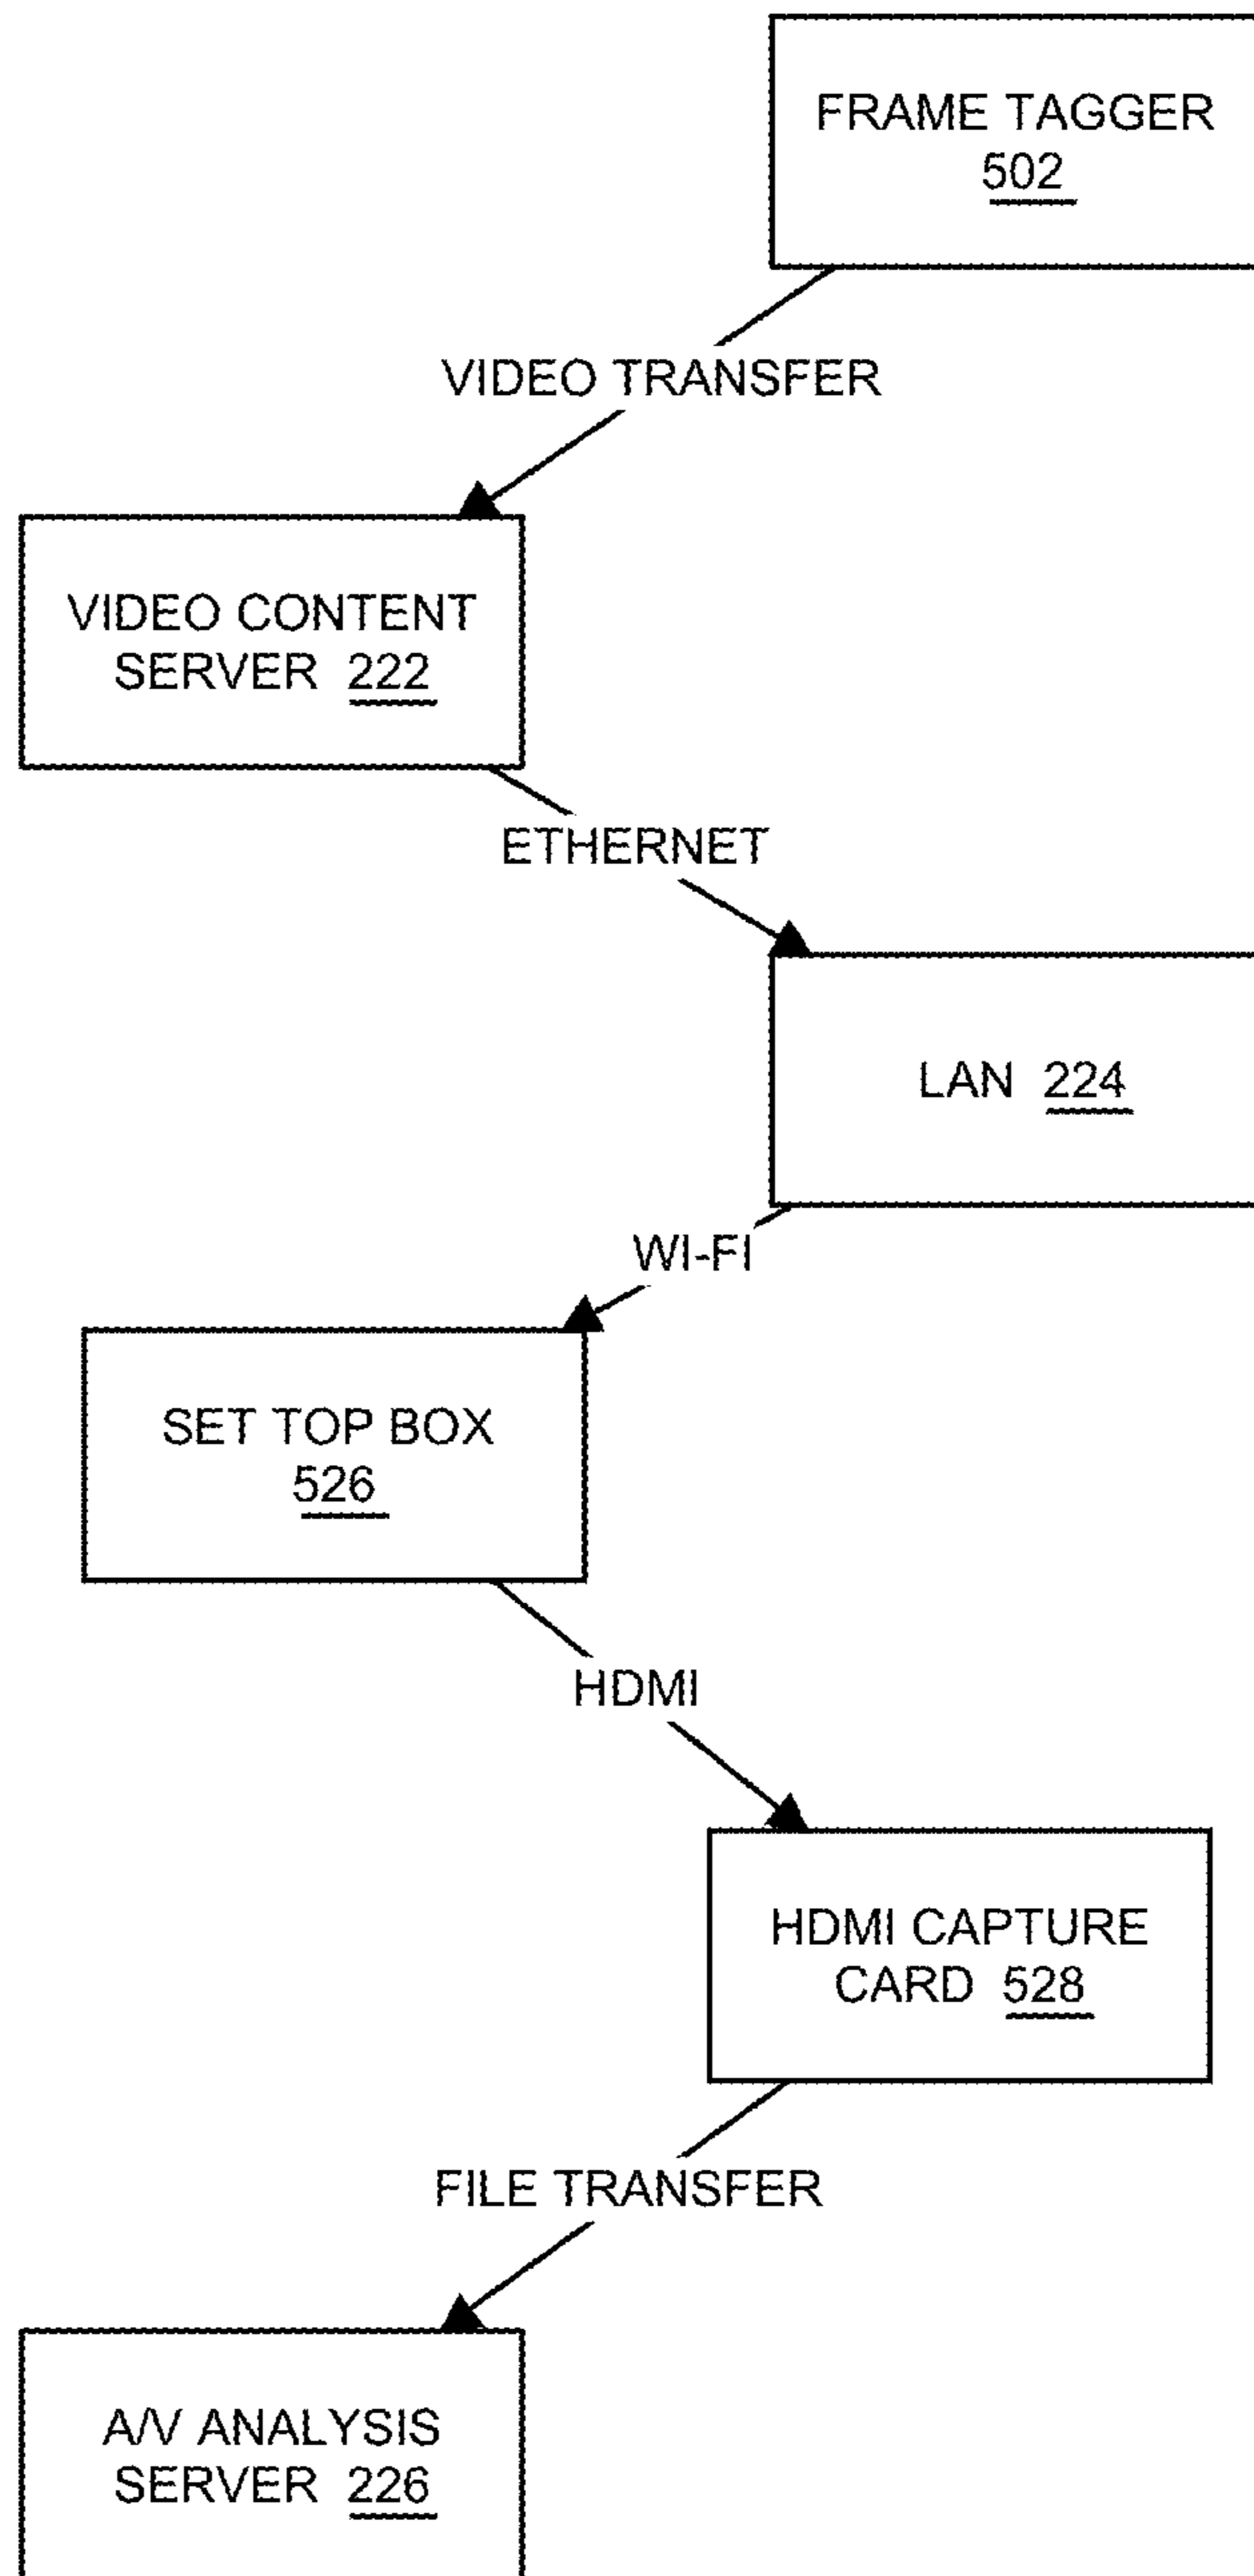 FRAME TAGGER
502
VIDEO TRANSFER
VIDEO CONTENT
SERVER 222
ETHERNET
LAN 224
WI-FI
SET TOP BOX
526
HDMI
HDMI CAPTURE
CARD 528
FILE TRANSFER
A/V ANALYSIS
SERVER 226